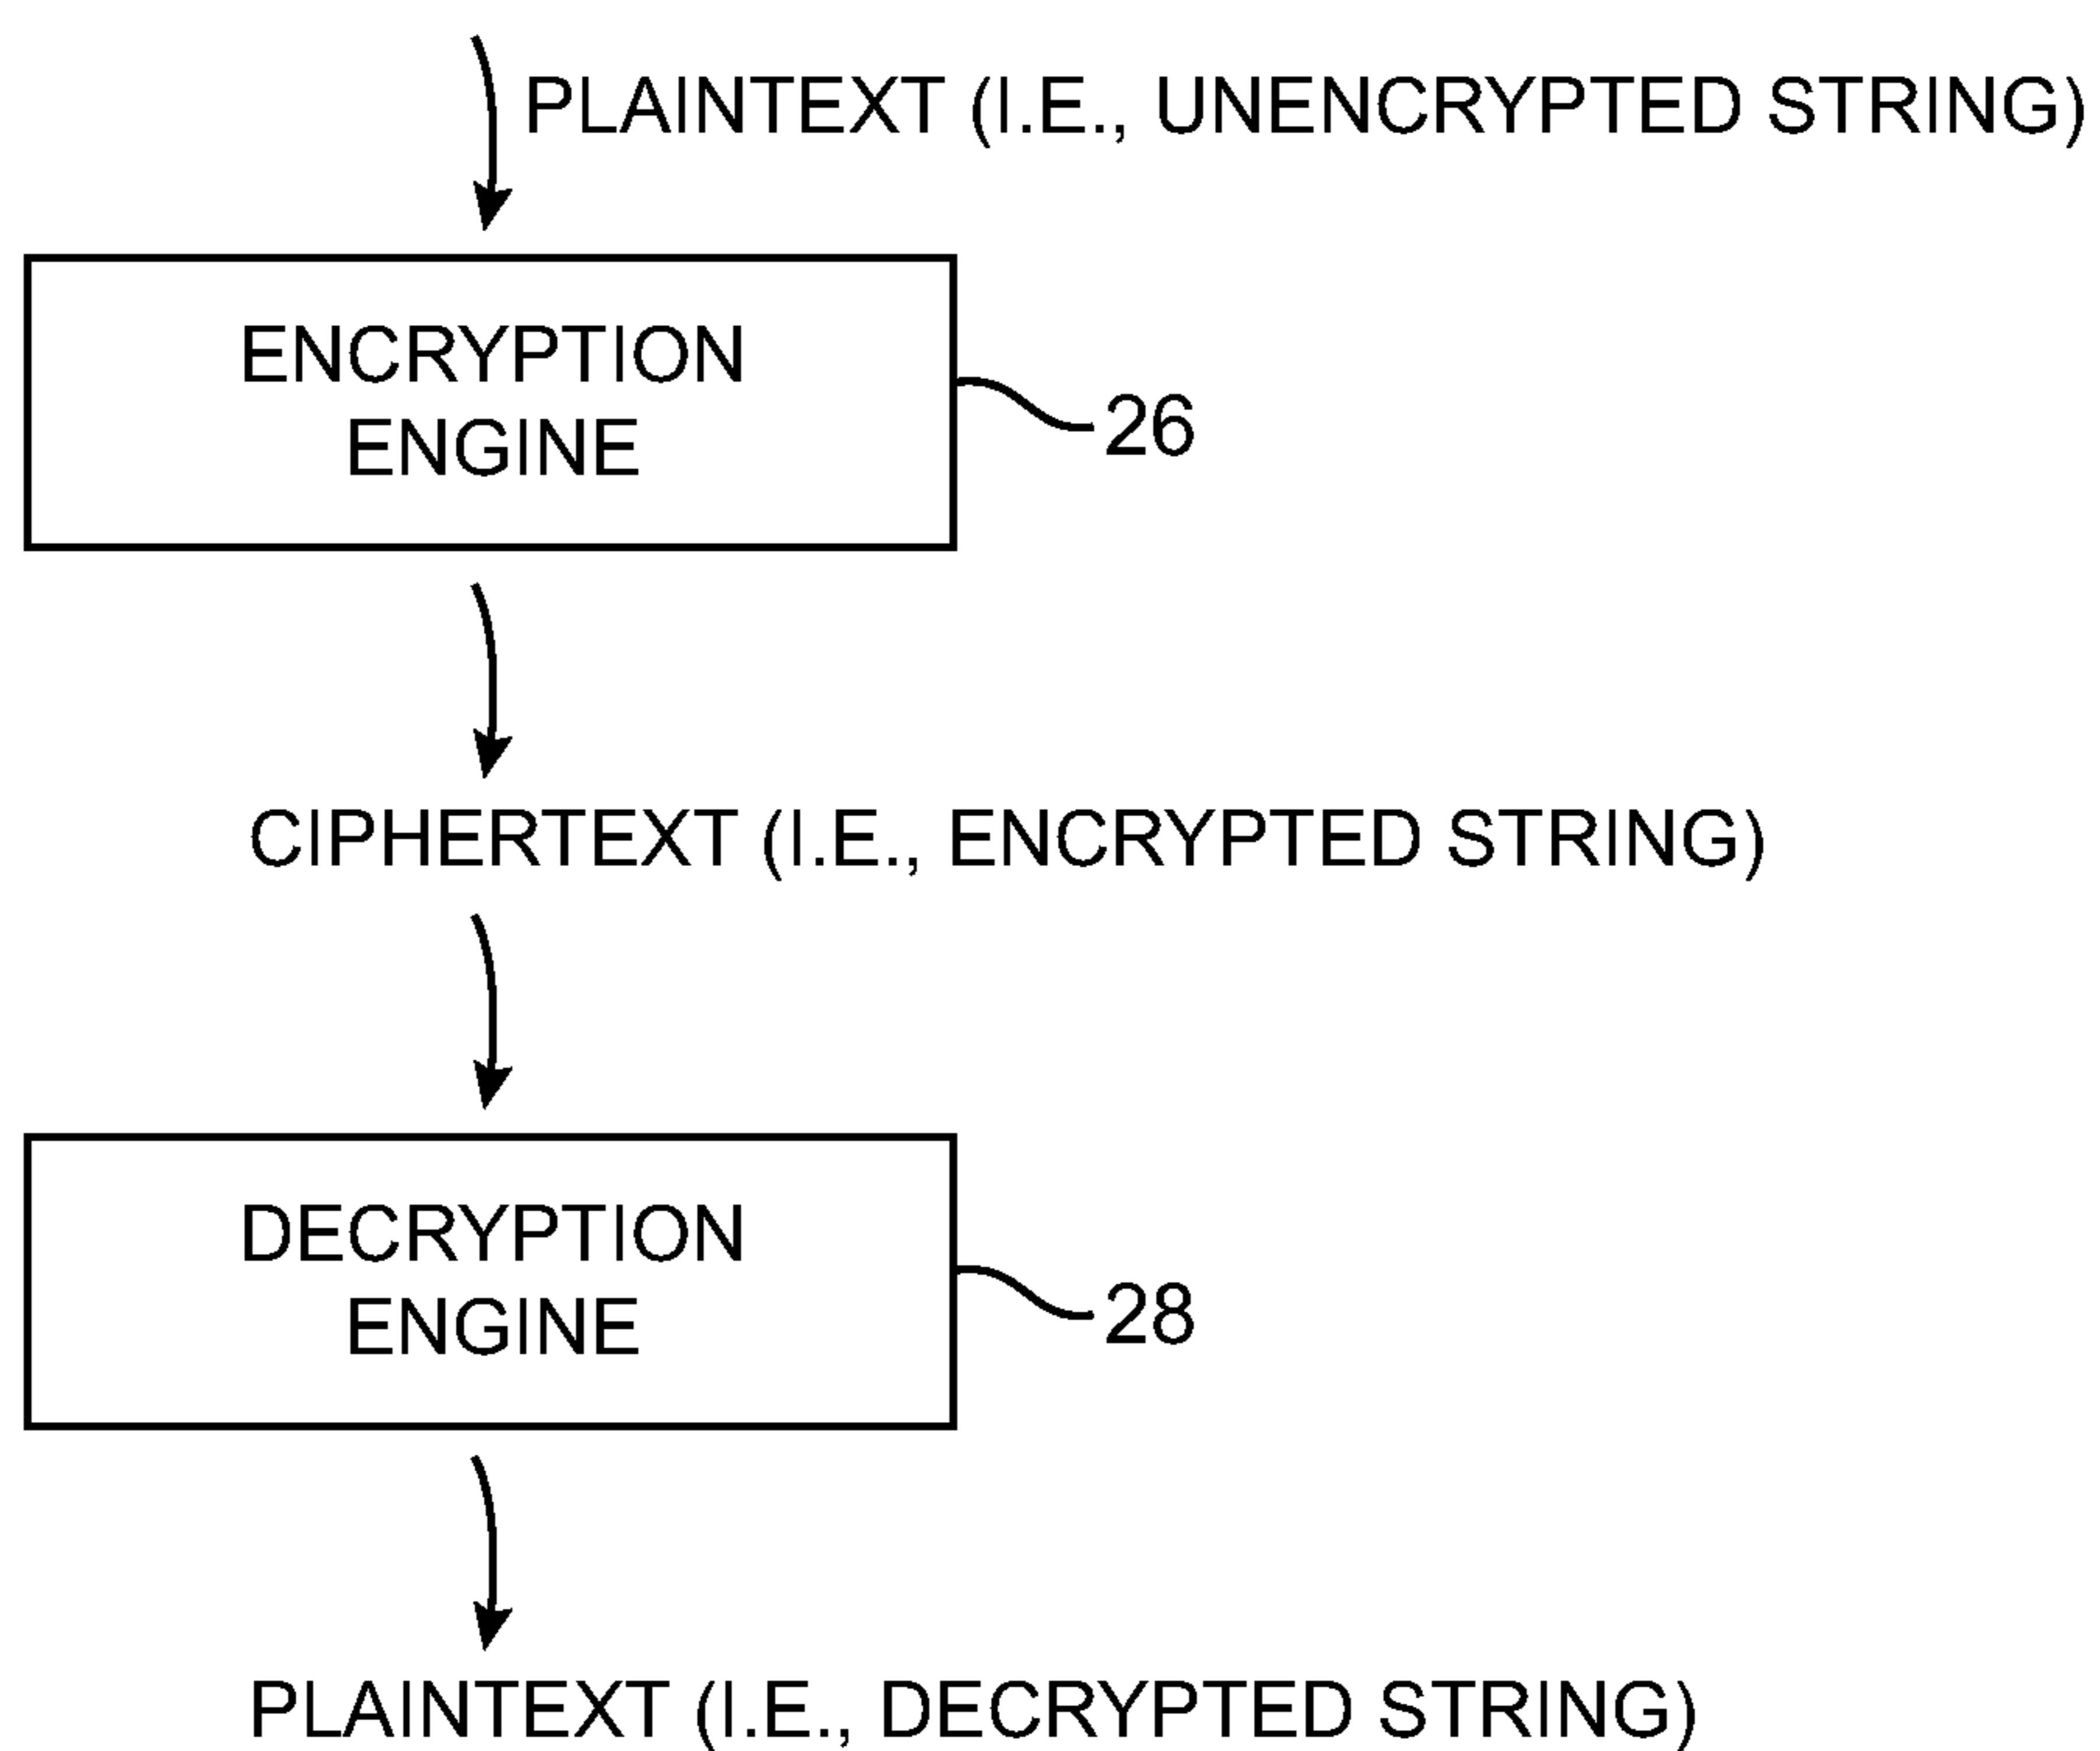 PLAINTEXT (I.E., UNENCRYPTED STRING)
ENCRYPTION
ENGINE
26
CIPHERTEXT (I.E., ENCRYPTED STRING)
DECRYPTION
ENGINE
28
PLAINTEXT (I.E., DECRYPTED STRING)